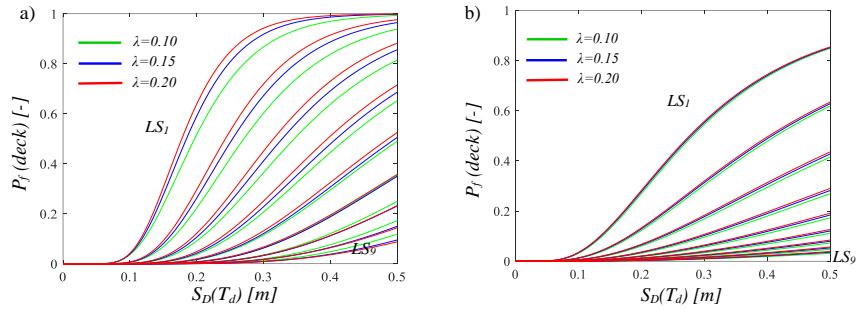 a)
P_f (deck) [-]
1
0.8
0.6
0.4
0.2
0
λ=0.10
λ=0.15
λ=0.20
LS_1
LS_9
0 0.1 0.2 0.3 0.4 0.5
S_D(T_d) [m]
b)
P_f (deck) [-]
1
0.8
0.6
0.4
0.2
0
λ=0.10
λ=0.15
λ=0.20
LS_1
LS_9
0 0.1 0.2 0.3 0.4 0.5
S_D(T_d) [m]